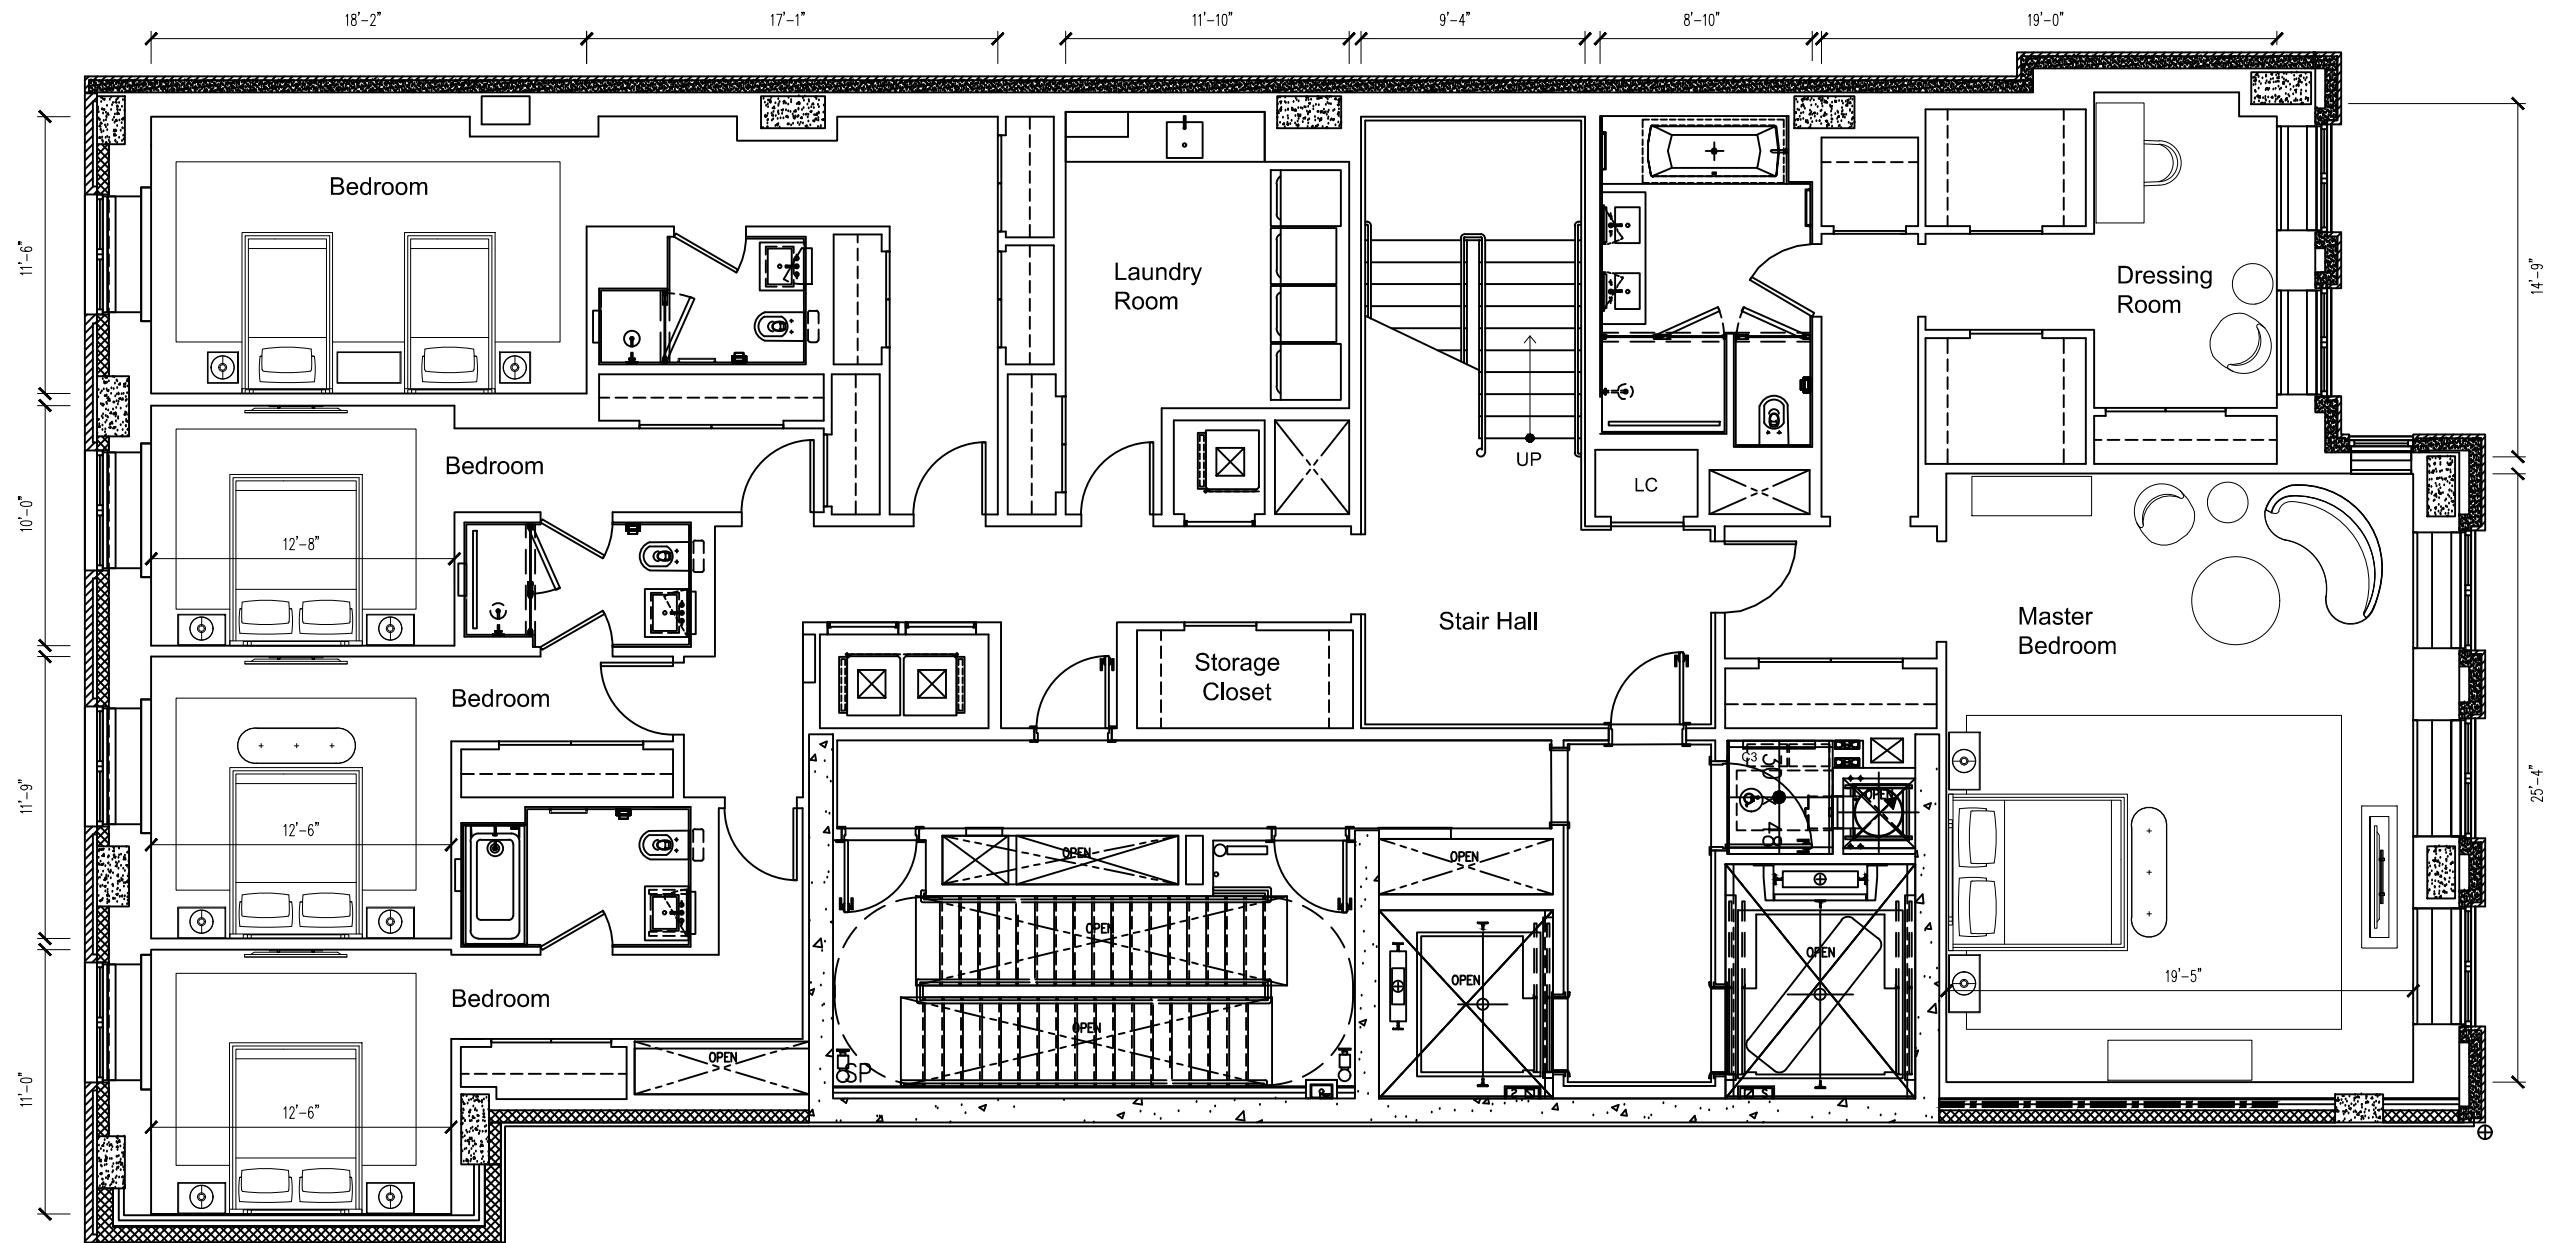 18'-2"
17'-1"
11'-10"
9'-4"
8'-10"
19'-0"
11'-6"
Bedroom
Laundry
Room
Dressing
Room
14'-9"
10'-0"
Bedroom
UP
LC
12'-8"
Stair Hall
Master
Bedroom
Storage
Closet
11'-9"
Bedroom
C3
30
48
OPEN
25'-4"
12'-6"
OPEN
OPEN
OPEN
OPEN
OPEN
Bedroom
19'-5"
OPEN
OPEN
SP
11'-0"
12'-6"